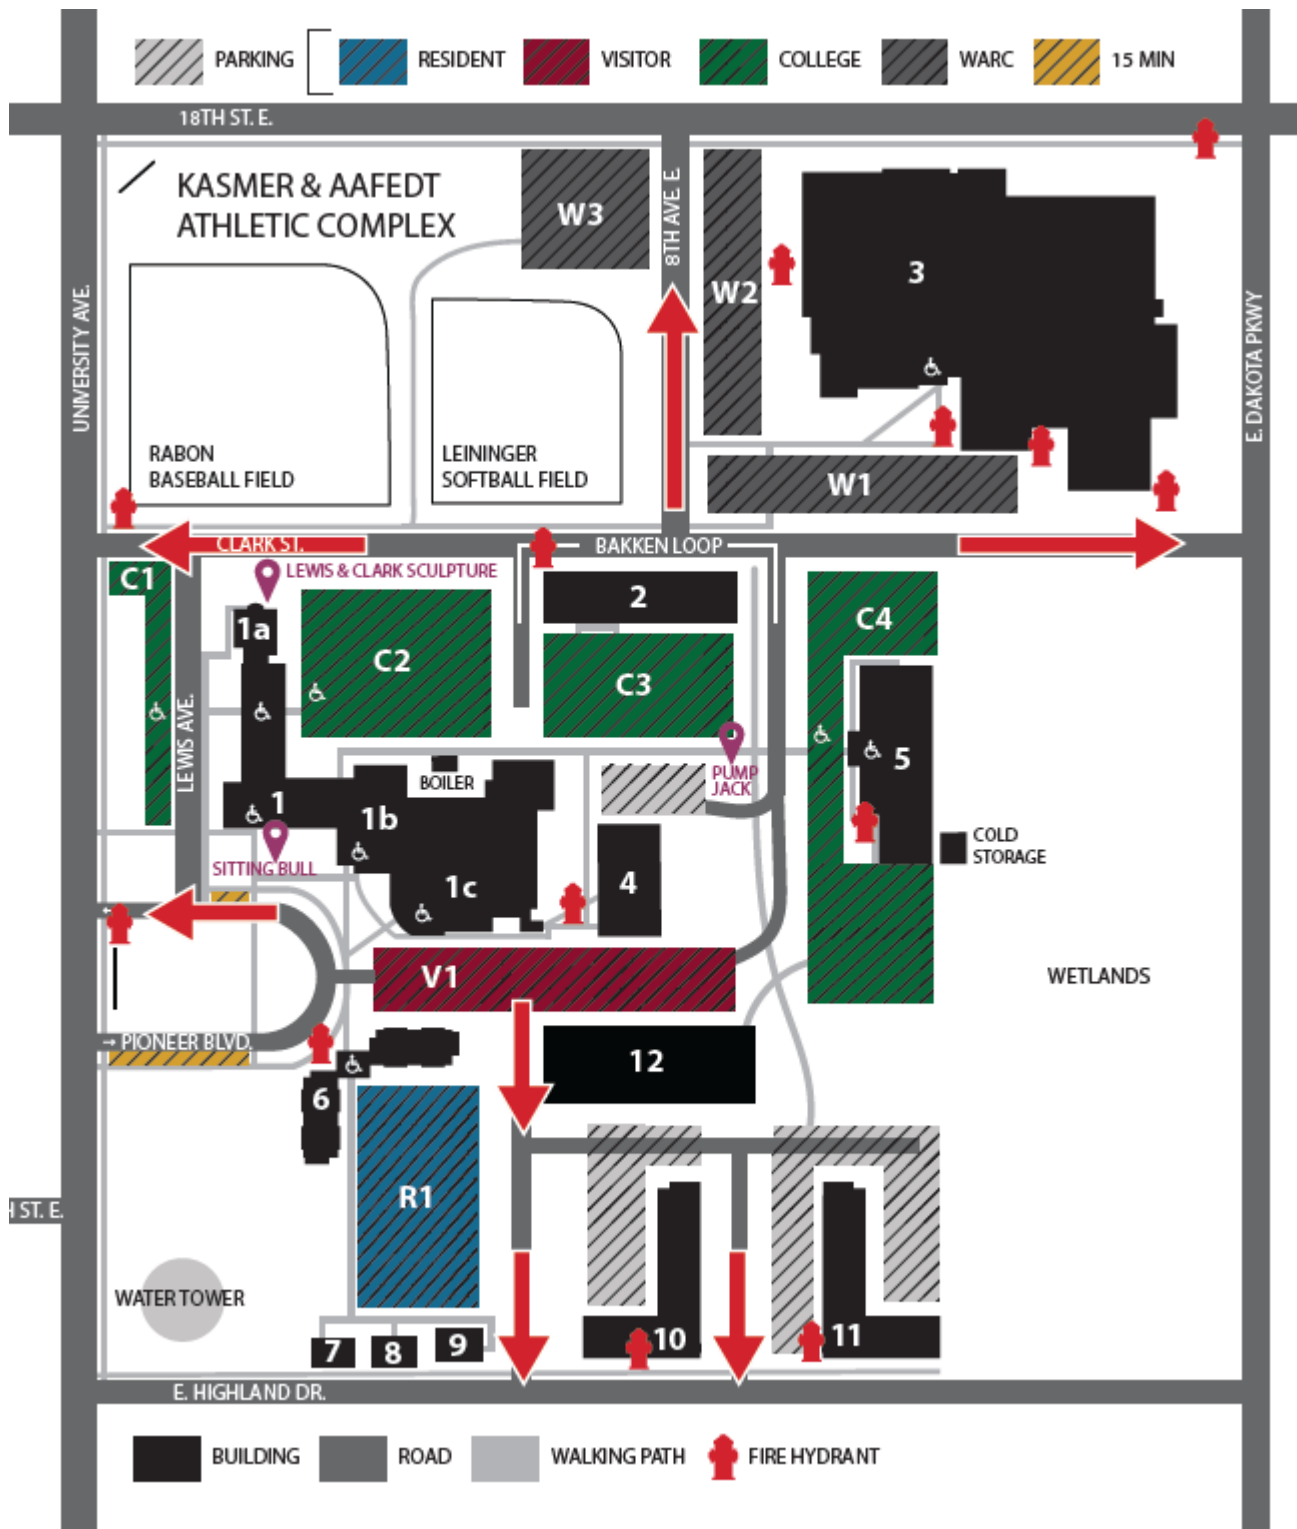 PARKING
RESIDENT
VISITOR
COLLEGE
WARC
15 MIN
18TH ST. E.
KASMER & AAFEDT
ATHLETIC COMPLEX
W3
8TH AVE. E.
W2
3
UNIVERSITY AVE.
E. DAKOTA PKWY
RABON
BASEBALL FIELD
LEININGER
SOFTBALL FIELD
W1
CLARK ST.
BAKKEN LOOP
C1
LEWIS & CLARK SCULPTURE
2
1a
C2
C3
C4
LEWIS AVE.
PUMP
JACK
5
BOILER
1
1b
SITTING BULL
COLD
STORAGE
1c
4
V1
WETLANDS
→ PIONEER BLVD.
12
6
R1
H ST. E.
WATER TOWER
7
8
9
10
11
E. HIGHLAND DR.
BUILDING
ROAD
WALKING PATH
FIRE HYDRANT